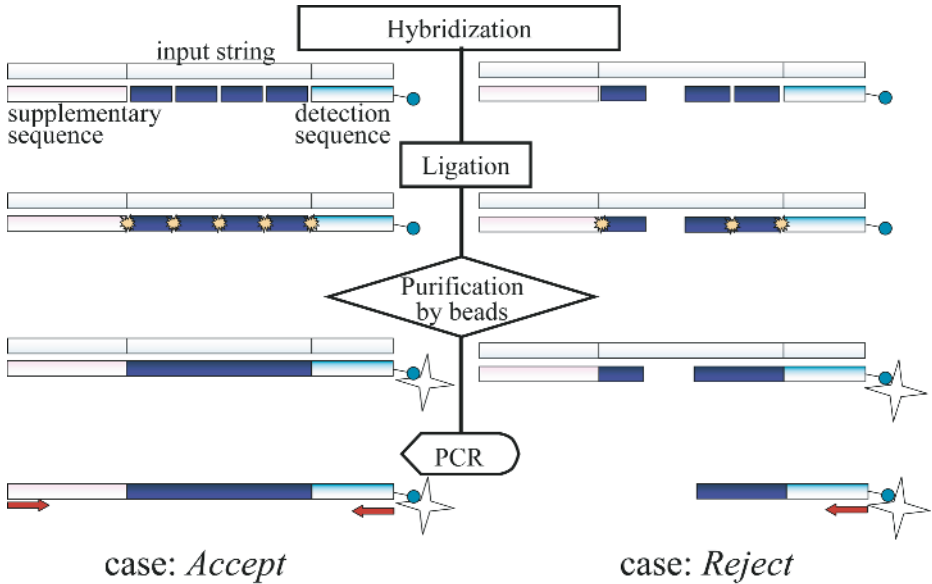 Hybridization
input string
supplementary
sequence
detection
sequence
Ligation
Purification
by beads
PCR
case: Accept
case: Reject